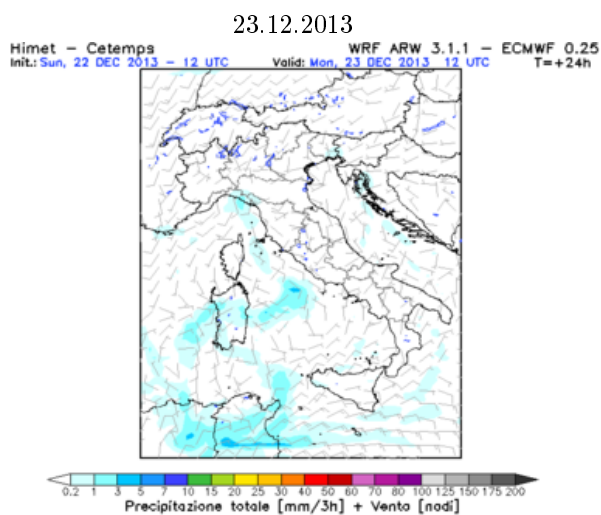 23.12.2013
Himet - Cetemps WRF ARW 3.1.1 - ECMWF 0.25
Init.: Sun, 22 DEC 2013 - 12 UTC Valid: Mon, 23 DEC 2013 12 UTC T=+24h
0.2 1 3 5 7 10 15 20 25 30 40 50 60 70 80 90 100 125 150 175 200
Precipitazione totale [mm/3h] + Vento [nodi]